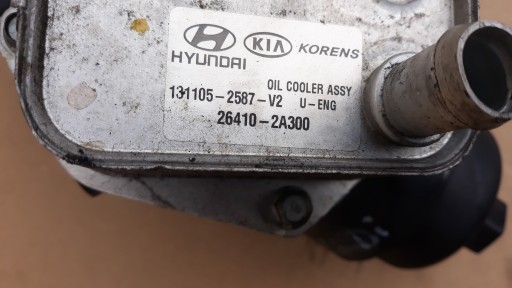 HYUNDAI KIA KORENS
OIL COOLER ASSY
131105-2587-V2 U-ENG
26410-2A300